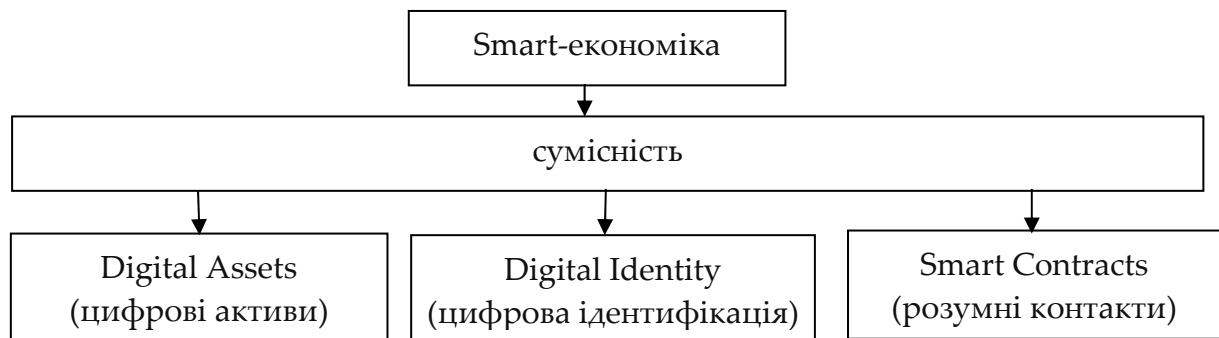 Smart-економіка
сумісність
Digital Assets
(цифрові активи)
Digital Identity
(цифрова ідентифікація)
Smart Contracts
(розумні контакти)